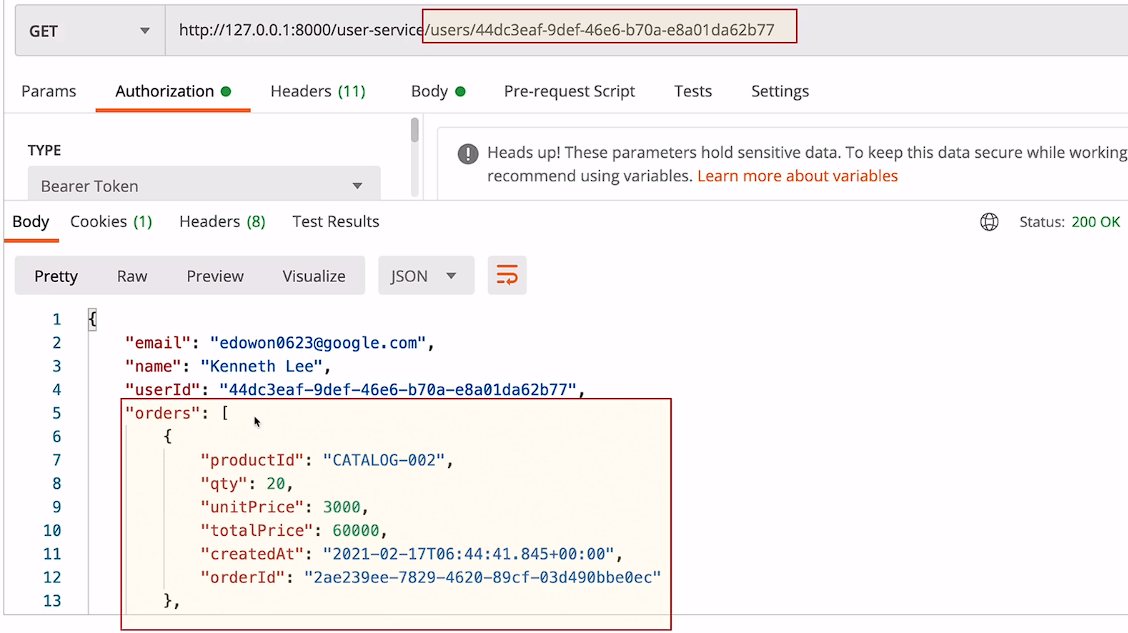 GET http://127.0.0.1:8000/user-service/users/44dc3eaf-9def-46e6-b70a-e8a01da62b77
Params Authorization Headers (11) Body Pre-request Script Tests Settings
TYPE
Bearer Token
Heads up! These parameters hold sensitive data. To keep this data secure while working
recommend using variables. Learn more about variables
Body Cookies (1) Headers (8) Test Results Status: 200 OK
Pretty Raw Preview Visualize JSON
1 {
2 "email": "edowon0623@google.com",
3 "name": "Kenneth Lee",
4 "userId": "44dc3eaf-9def-46e6-b70a-e8a01da62b77",
5 "orders": [
6 {
7 "productId": "CATALOG-002",
8 "qty": 20,
9 "unitPrice": 3000,
10 "totalPrice": 60000,
11 "createdAt": "2021-02-17T06:44:41.845+00:00",
12 "orderId": "2ae239ee-7829-4620-89cf-03d490bbe0ec"
13 },